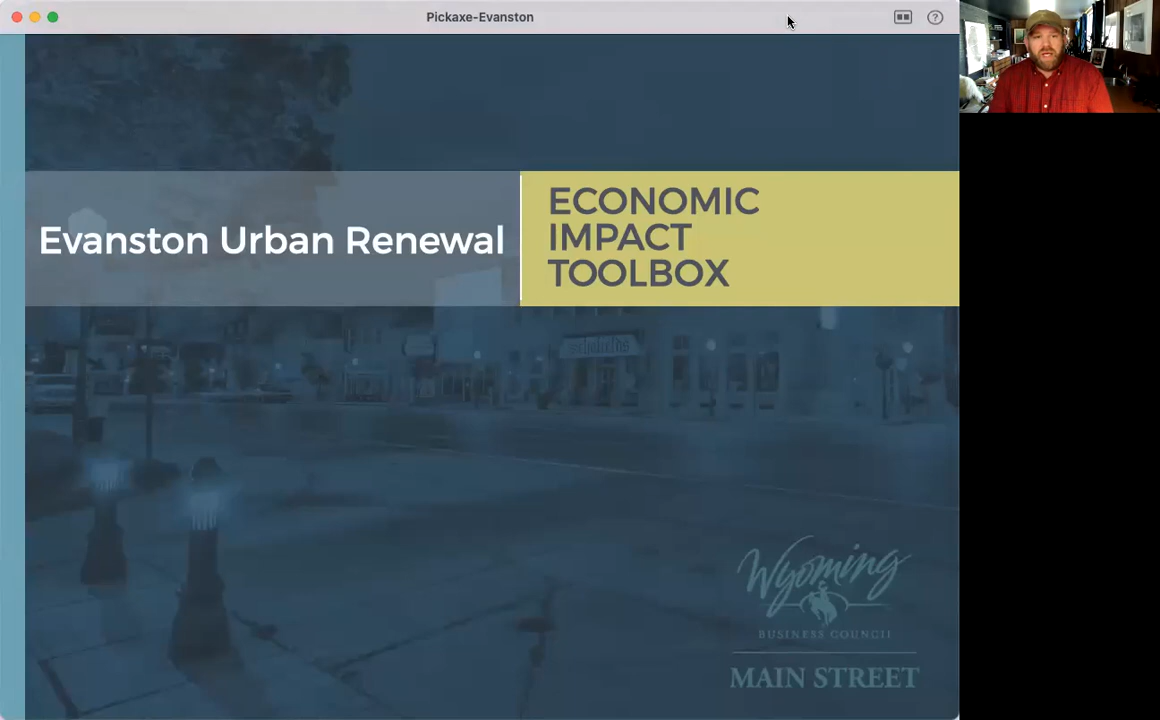 Pickaxe-Evanston
Evanston Urban Renewal
ECONOMIC
IMPACT
TOOLBOX
Wyoming
BUSINESS COUNCIL
MAIN STREET